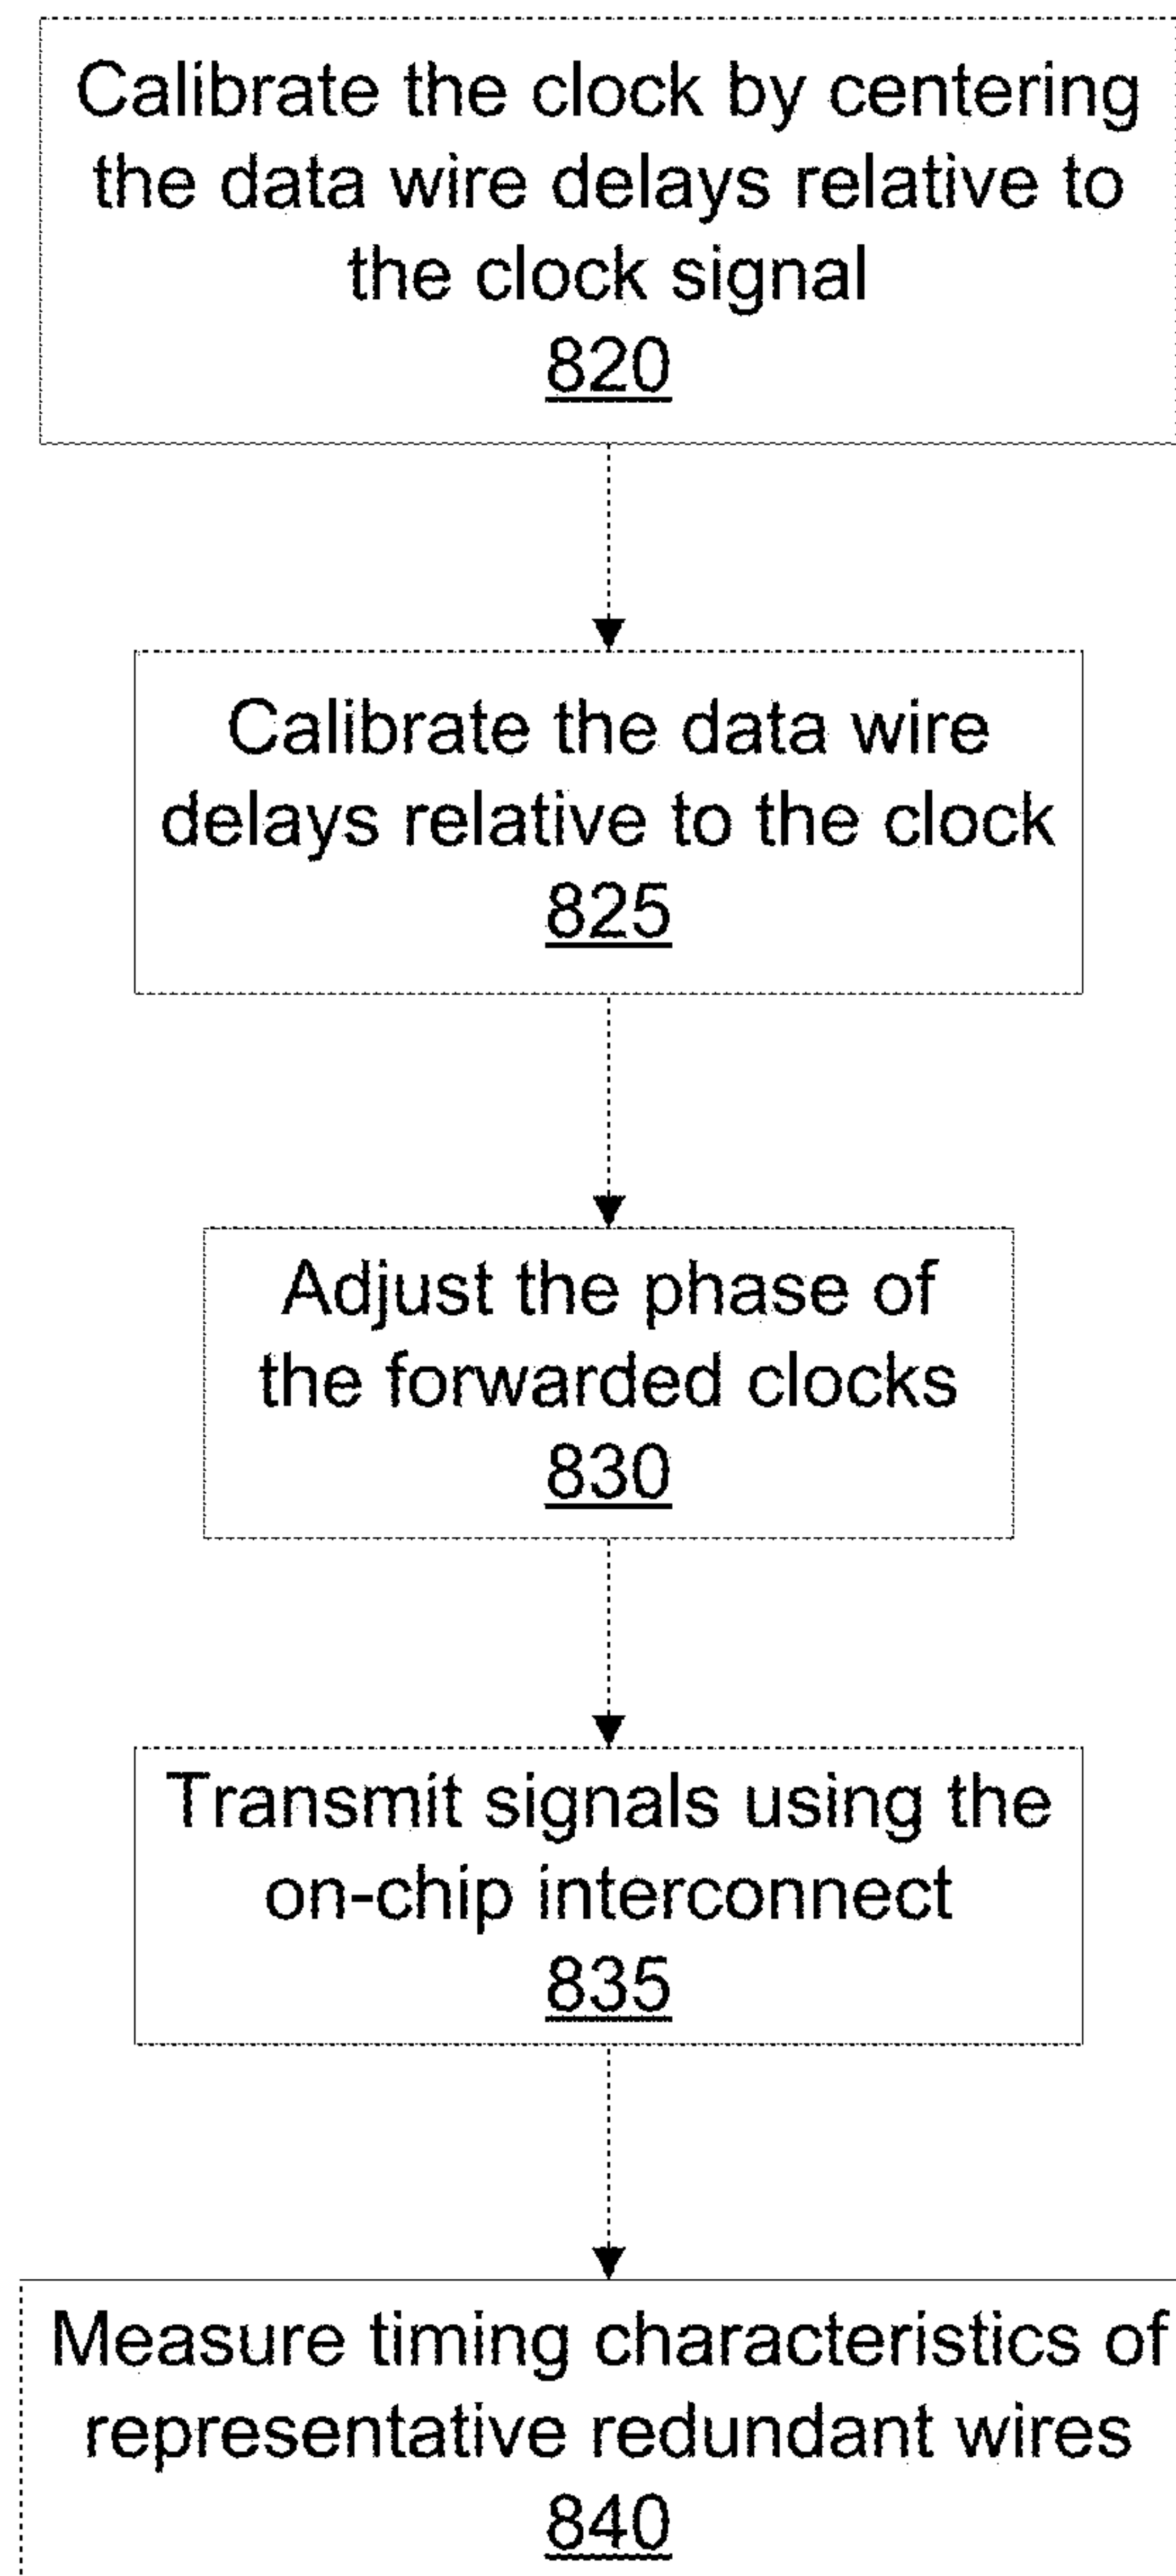 Calibrate the clock by centering
the data wire delays relative to
the clock signal
820
Calibrate the data wire
delays relative to the clock
825
Adjust the phase of
the forwarded clocks
830
Transmit signals using the
on-chip interconnect
835
Measure timing characteristics of
representative redundant wires
840